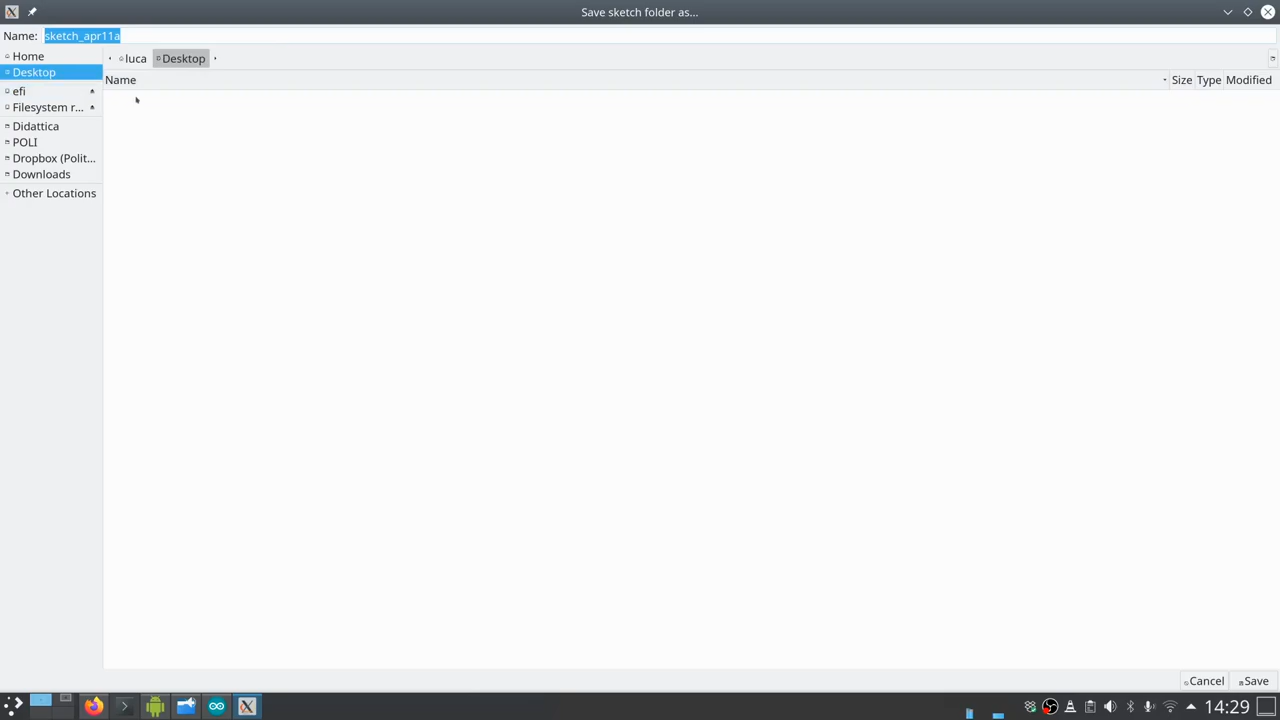 Save sketch folder as...
Name: sketch_apr11a
Home
Desktop
efi
Filesystem r...
Didattica
POLI
Dropbox (Polit...
Downloads
Other Locations
luca Desktop
Name Size Type Modified
Cancel Save
14:29